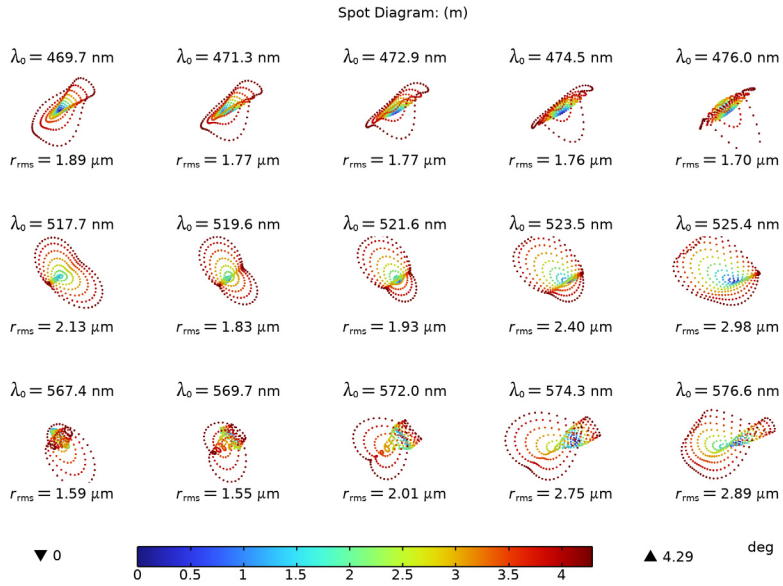 Spot Diagram: (m)
λ₀ = 469.7 nm λ₀ = 471.3 nm λ₀ = 472.9 nm λ₀ = 474.5 nm λ₀ = 476.0 nm
r_rms = 1.89 μm r_rms = 1.77 μm r_rms = 1.77 μm r_rms = 1.76 μm r_rms = 1.70 μm
λ₀ = 517.7 nm λ₀ = 519.6 nm λ₀ = 521.6 nm λ₀ = 523.5 nm λ₀ = 525.4 nm
r_rms = 2.13 μm r_rms = 1.83 μm r_rms = 1.93 μm r_rms = 2.40 μm r_rms = 2.98 μm
λ₀ = 567.4 nm λ₀ = 569.7 nm λ₀ = 572.0 nm λ₀ = 574.3 nm λ₀ = 576.6 nm
r_rms = 1.59 μm r_rms = 1.55 μm r_rms = 2.01 μm r_rms = 2.75 μm r_rms = 2.89 μm
▼ 0 ▲ 4.29 deg
0 0.5 1 1.5 2 2.5 3 3.5 4